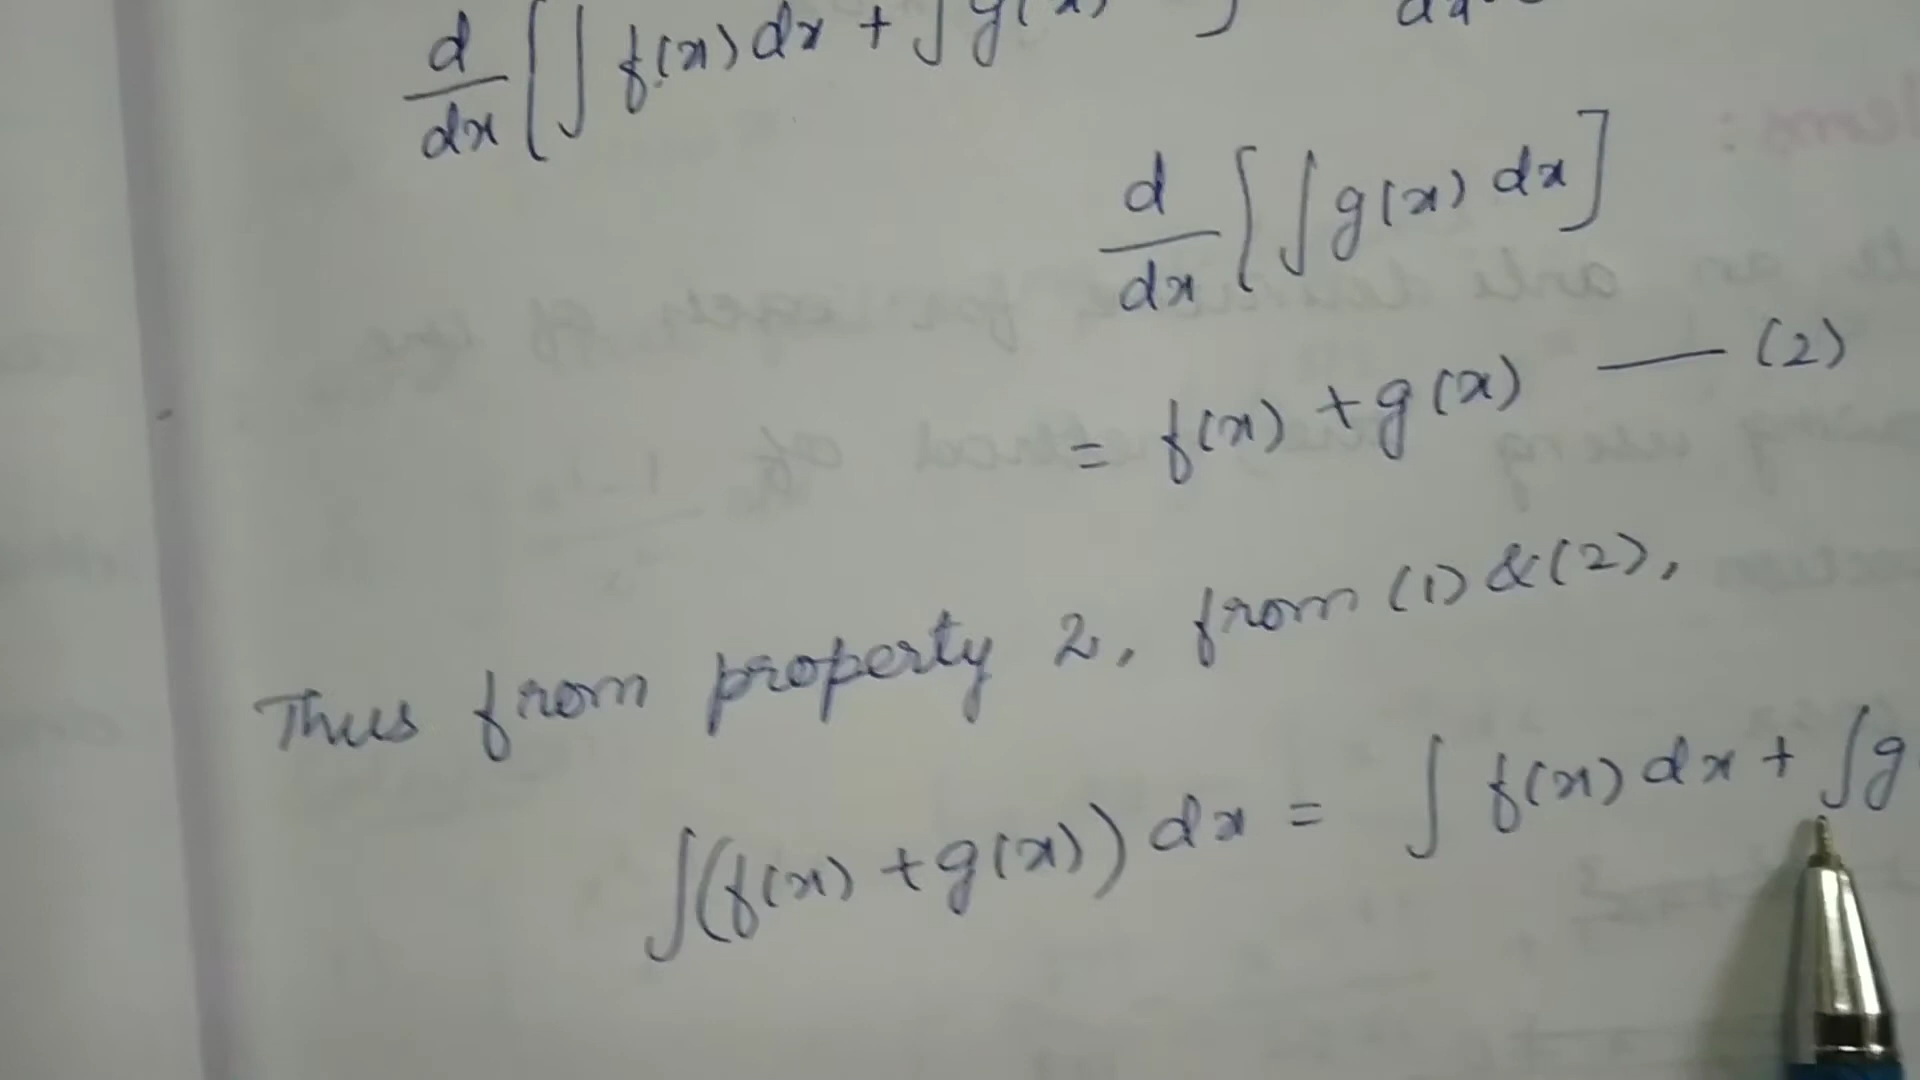 d/dx [∫ f(x) dx + ∫ g(x) ]
d/dx [∫ g(x) dx]
= f(x) + g(x) — (2)
Thus from property 2, from (1) & (2),
∫(f(x) + g(x)) dx = ∫ f(x) dx + ∫ g